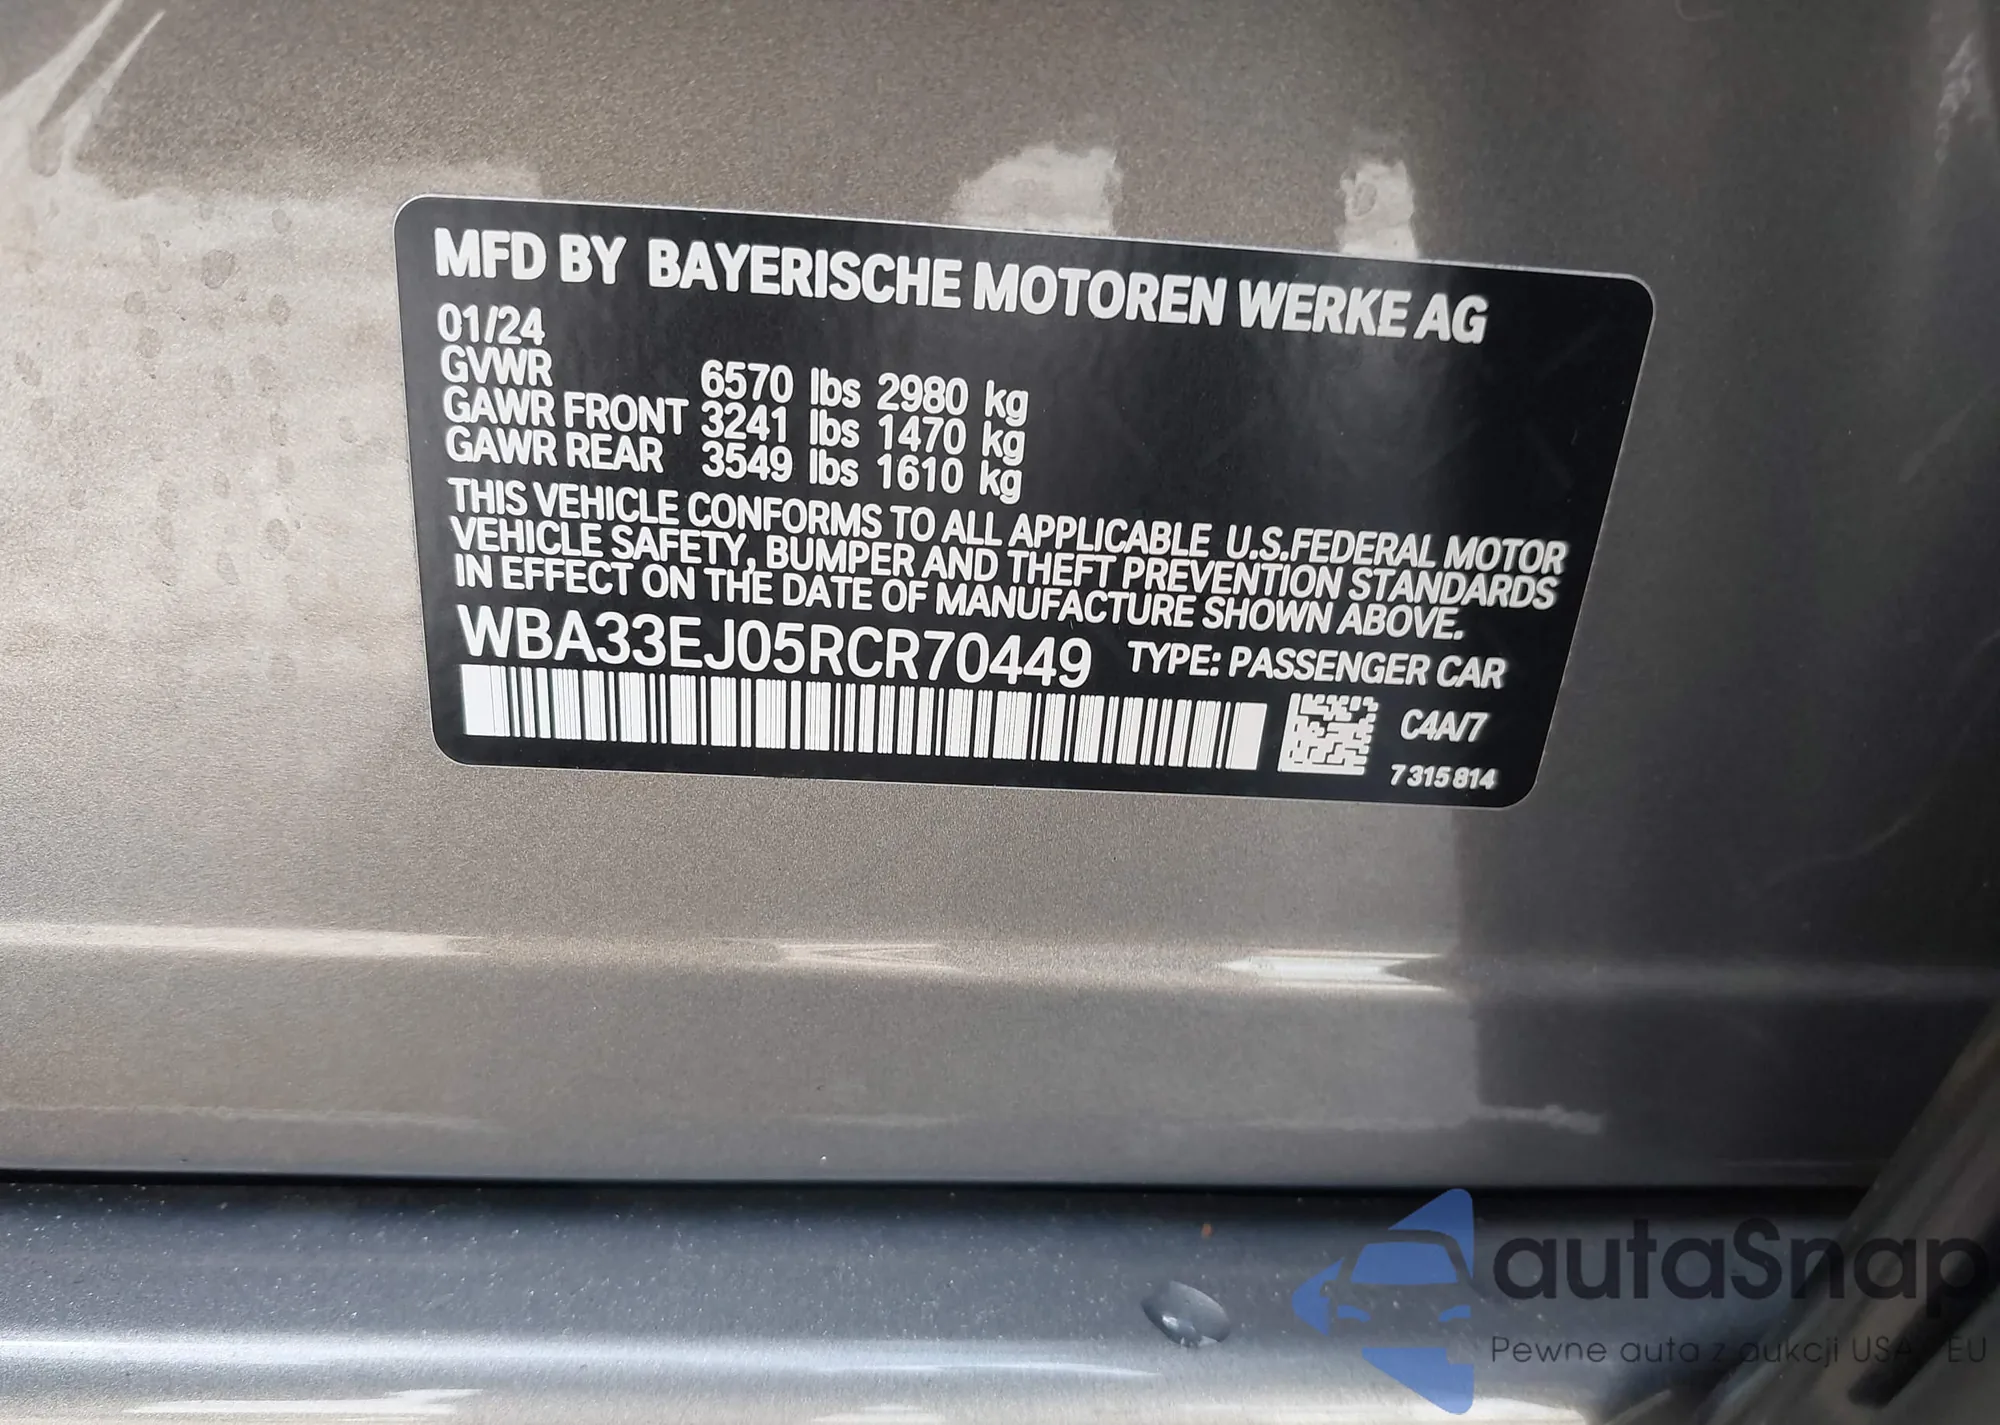 MFD BY BAYERISCHE MOTOREN WERKE AG
01/24
GVWR 6570 lbs 2980 kg
GAWR FRONT 3241 lbs 1470 kg
GAWR REAR 3549 lbs 1610 kg
THIS VEHICLE CONFORMS TO ALL APPLICABLE U.S.FEDERAL MOTOR
VEHICLE SAFETY, BUMPER AND THEFT PREVENTION STANDARDS
IN EFFECT ON THE DATE OF MANUFACTURE SHOWN ABOVE.
WBA33EJ05RCR70449 TYPE: PASSENGER CAR
C4A/7
7 315 814
autaSnap
Pewne auta z aukcji USA EU